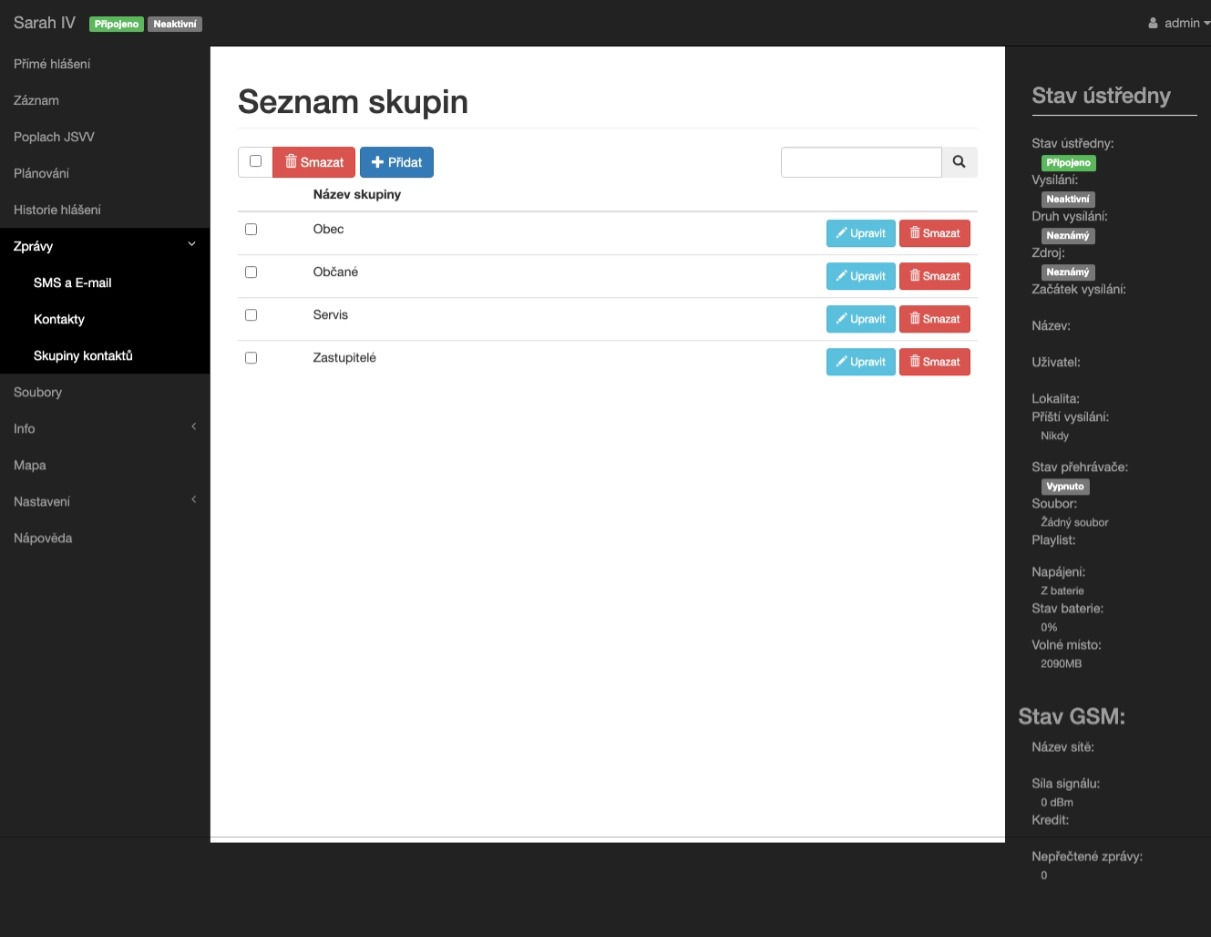 Sarah IV Připojeno Neaktivní
admin
Přímé hlášení
Záznam
Poplach JSVV
Plánování
Historie hlášení
Zprávy
SMS a E-mail
Kontakty
Skupiny kontaktů
Soubory
Info
Mapa
Nastavení
Nápověda
Seznam skupin
Smazat Přidat
Název skupiny
Obec Upravit Smazat
Občané Upravit Smazat
Servis Upravit Smazat
Zastupitelé Upravit Smazat
Stav ústředny
Stav ústředny:
Připojeno
Vysílání:
Neaktivní
Druh vysílání:
Neznámý
Zdroj:
Neznámý
Začátek vysílání:
Název:
Uživatel:
Lokalita:
Příští vysílání:
Nikdy
Stav přehrávače:
Vypnuto
Soubor:
Žádný soubor
Playlist:
Napájení:
Z baterie
Stav baterie:
0%
Volné místo:
2090MB
Stav GSM:
Název sítě:
Síla signálu:
0 dBm
Kredit:
Nepřečtené zprávy:
0